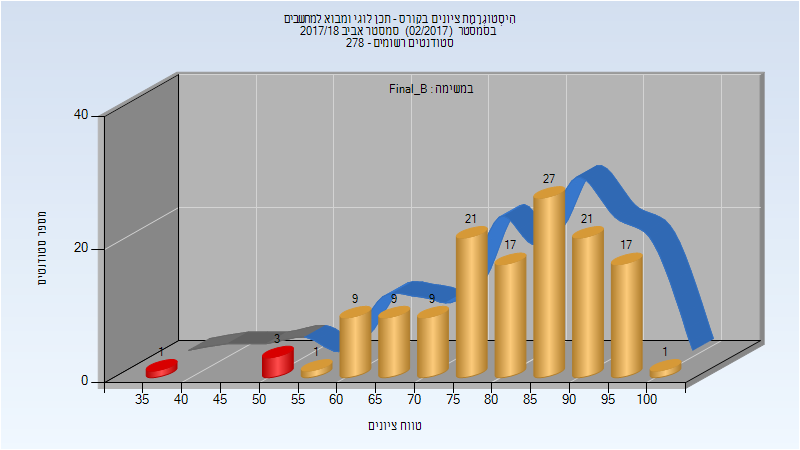 היסטוגרמת ציונים בקורס - תכן לוגי ומבוא למחשבים
בסמסטר (02/2017) סמסטר אביב 2017/18
סטודנטים רשומים - 278
במשימה : Final_B
מספר סטודנטים
40
20
0
1
3
1
9
9
9
21
17
27
21
17
1
35 40 45 50 55 60 65 70 75 80 85 90 95 100
טווח ציונים